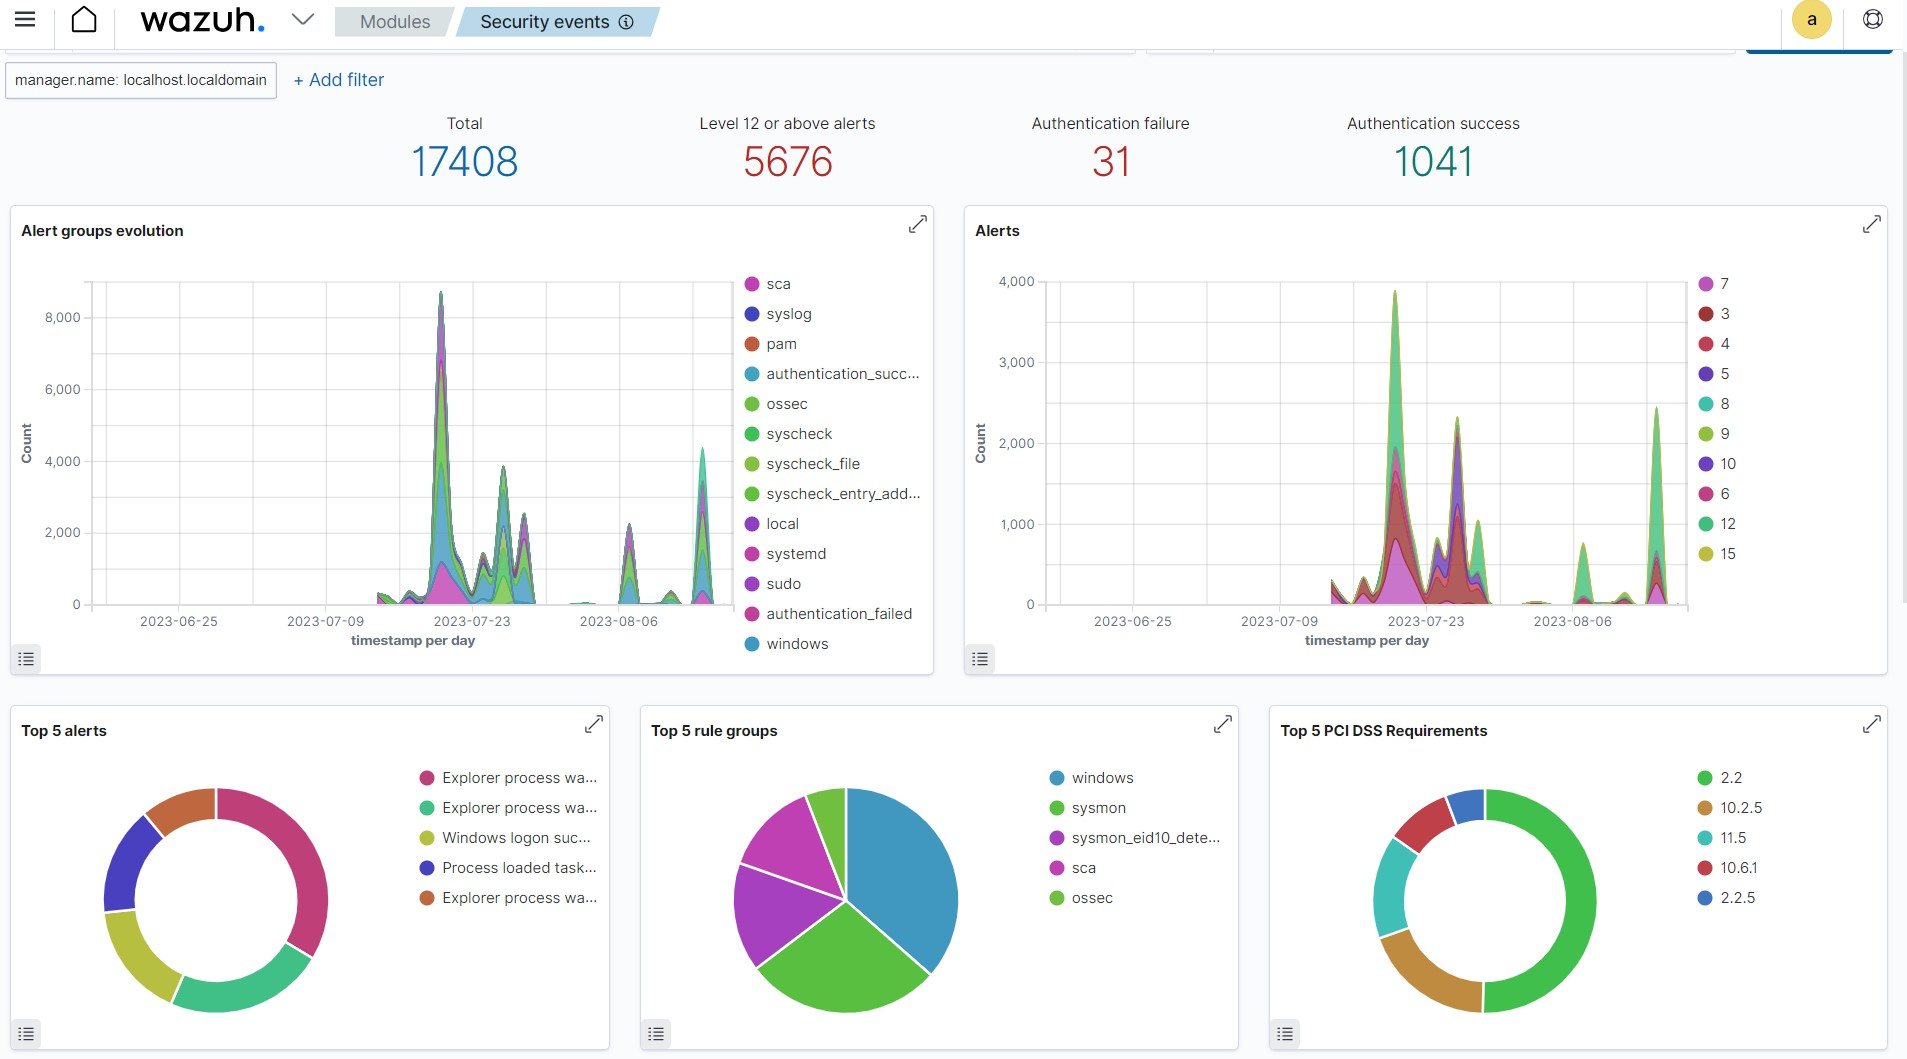 wazuh.
Modules
Security events
a
manager.name: localhost.localdomain
+ Add filter
Total
17408
Level 12 or above alerts
5676
Authentication failure
31
Authentication success
1041
Alert groups evolution
8,000
6,000
4,000
2,000
0
Count
2023-06-25
2023-07-09
2023-07-23
2023-08-06
timestamp per day
sca
syslog
pam
authentication_succ...
ossec
syscheck
syscheck_file
syscheck_entry_add...
local
systemd
sudo
authentication_failed
windows
Alerts
4,000
3,000
2,000
1,000
0
Count
2023-06-25
2023-07-09
2023-07-23
2023-08-06
timestamp per day
7
3
4
5
8
9
10
6
12
15
Top 5 alerts
Explorer process wa...
Explorer process wa...
Windows logon suc...
Process loaded task...
Explorer process wa...
Top 5 rule groups
windows
sysmon
sysmon_eid10_dete...
sca
ossec
Top 5 PCI DSS Requirements
2.2
10.2.5
11.5
10.6.1
2.2.5